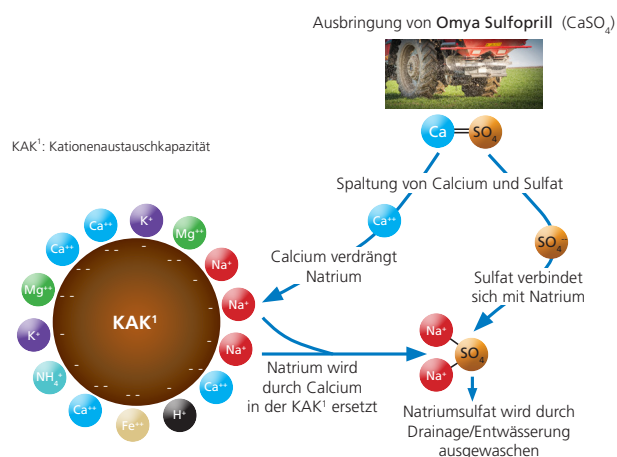 Ausbringung von Omya Sulfoprill (CaSO₄)
Ca
SO₄
KAK¹: Kationenaustauschkapazität
Spaltung von Calcium und Sulfat
Ca⁺⁺
SO₄⁻⁻
Calcium verdrängt
Natrium
Sulfat verbindet
sich mit Natrium
K⁺
Ca⁺⁺
Mg⁺⁺
Ca⁺⁺
Na⁺
Mg⁺⁺
Na⁺
KAK¹
K⁺
Na⁺
NH₄⁺
Ca⁺⁺
Ca⁺⁺
H⁺
Fe⁺⁺
Na⁺
SO₄
Na⁺
Natrium wird
durch Calcium
in der KAK¹ ersetzt
Natriumsulfat wird durch
Drainage/Entwässerung
ausgewaschen